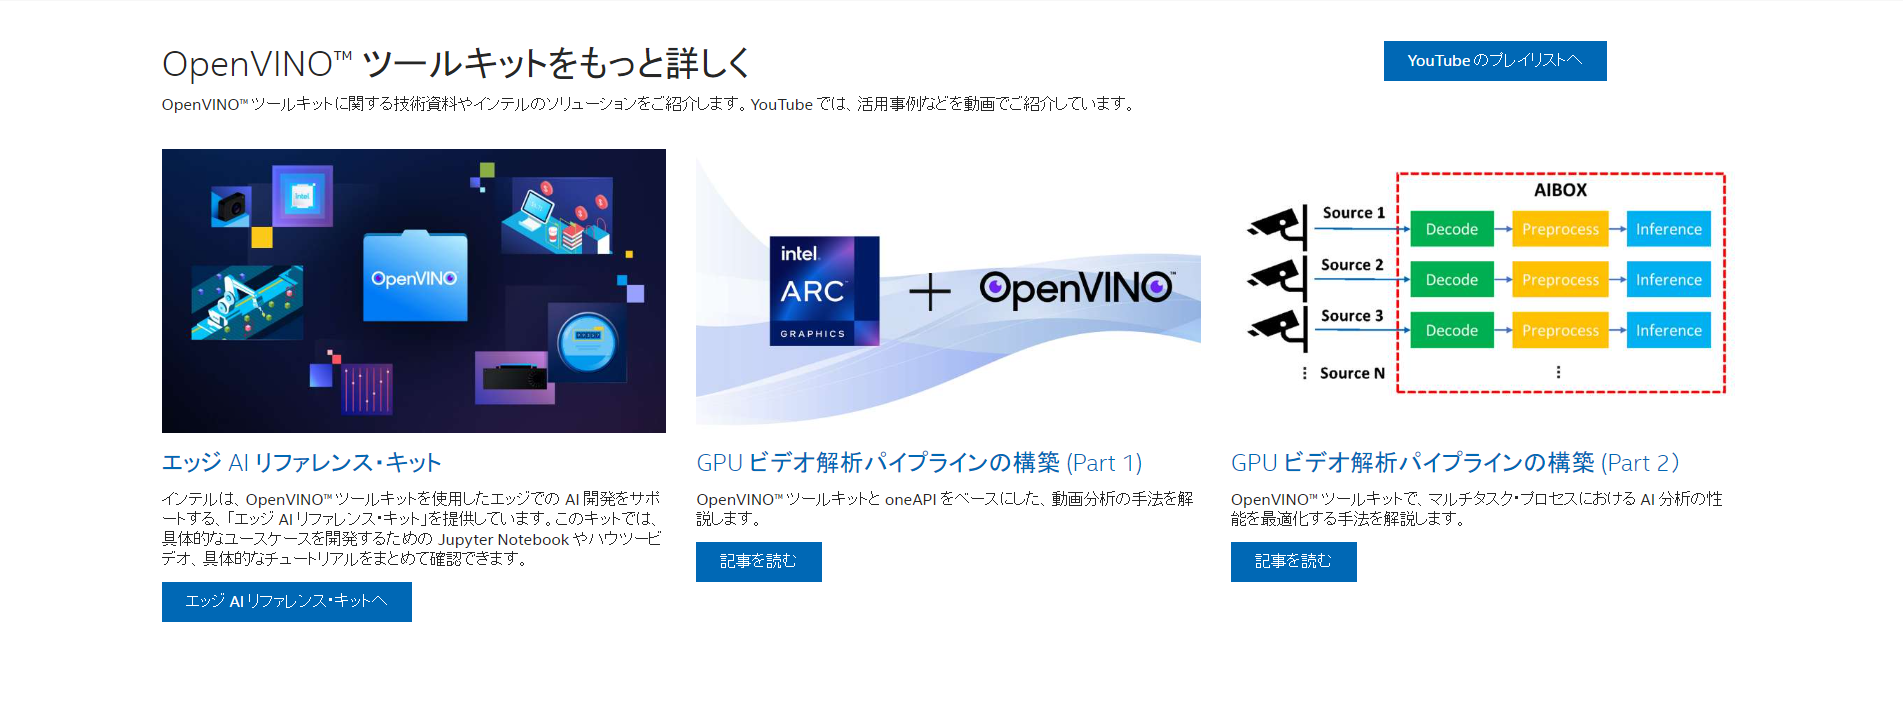 OpenVINO™ ツールキットをもっと詳しく
YouTube のプレイリストへ
OpenVINO™ ツールキットに関する技術資料やインテルのソリューションをご紹介します。YouTube では、活用事例などを動画でご紹介しています。
intel
OpenVINO™
intel.
ARC™
GRAPHICS
+
OpenVINO™
AIBOX
Source 1
Decode
Preprocess
Inference
Source 2
Decode
Preprocess
Inference
Source 3
Decode
Preprocess
Inference
⋮ Source N
⋮
エッジ AI リファレンス・キット
インテルは、OpenVINO™ ツールキットを使用したエッジでの AI 開発をサポ
ートする、「エッジ AI リファレンス・キット」を提供しています。このキットでは、
具体的なユースケースを開発するための Jupyter Notebook やハウツービ
デオ、具体的なチュートリアルをまとめて確認できます。
エッジ AI リファレンス・キットへ
GPU ビデオ解析パイプラインの構築 (Part 1)
OpenVINO™ ツールキットと oneAPI をベースにした、動画分析の手法を解
説します。
記事を読む
GPU ビデオ解析パイプラインの構築 (Part 2）
OpenVINO™ ツールキットで、マルチタスク・プロセスにおける AI 分析の性
能を最適化する手法を解説します。
記事を読む